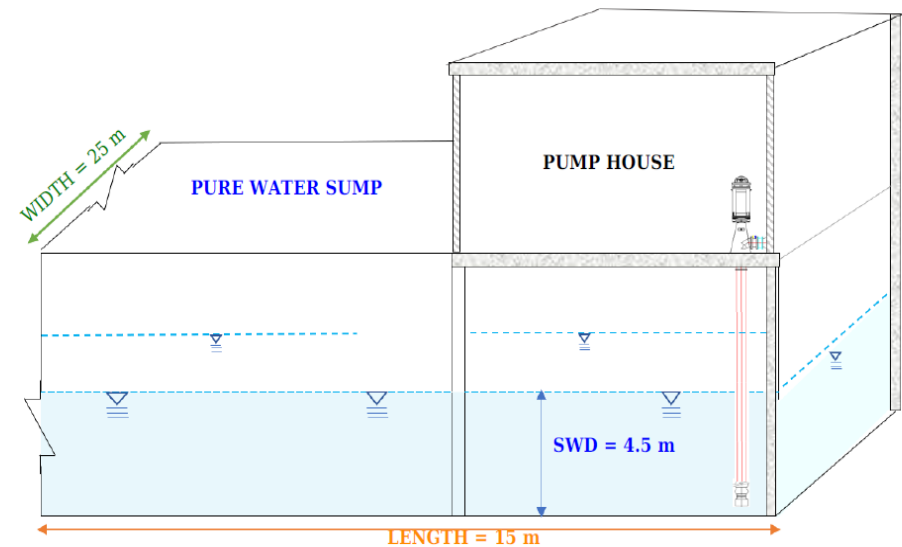 WIDTH = 25 m
PURE WATER SUMP
PUMP HOUSE
SWD = 4.5 m
LENGTH = 15 m